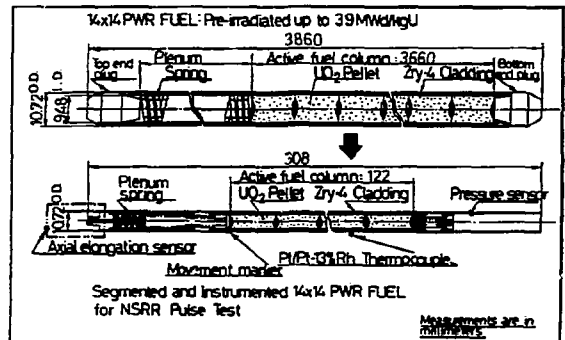 14x14 PWR FUEL: Pre-irradiated up to 39MWd/kgU
3860
Top end plug
Plenum Spring
Active fuel column: 3660
UO2 Pellet
Zry-4 Cladding
Bottom end plug
10.72 O.D.
9.48 I.D.
308
Active fuel column: 122
Plenum spring
UO2 Pellet
Zry-4 Cladding
Pressure sensor
10.72 O.D.
Axial elongation sensor
Movement marker
Pt/Pt-13%Rh Thermocouple
Segmented and Instrumented 14x14 PWR FUEL
for NSRR Pulse Test
Measurements are in
millimeters